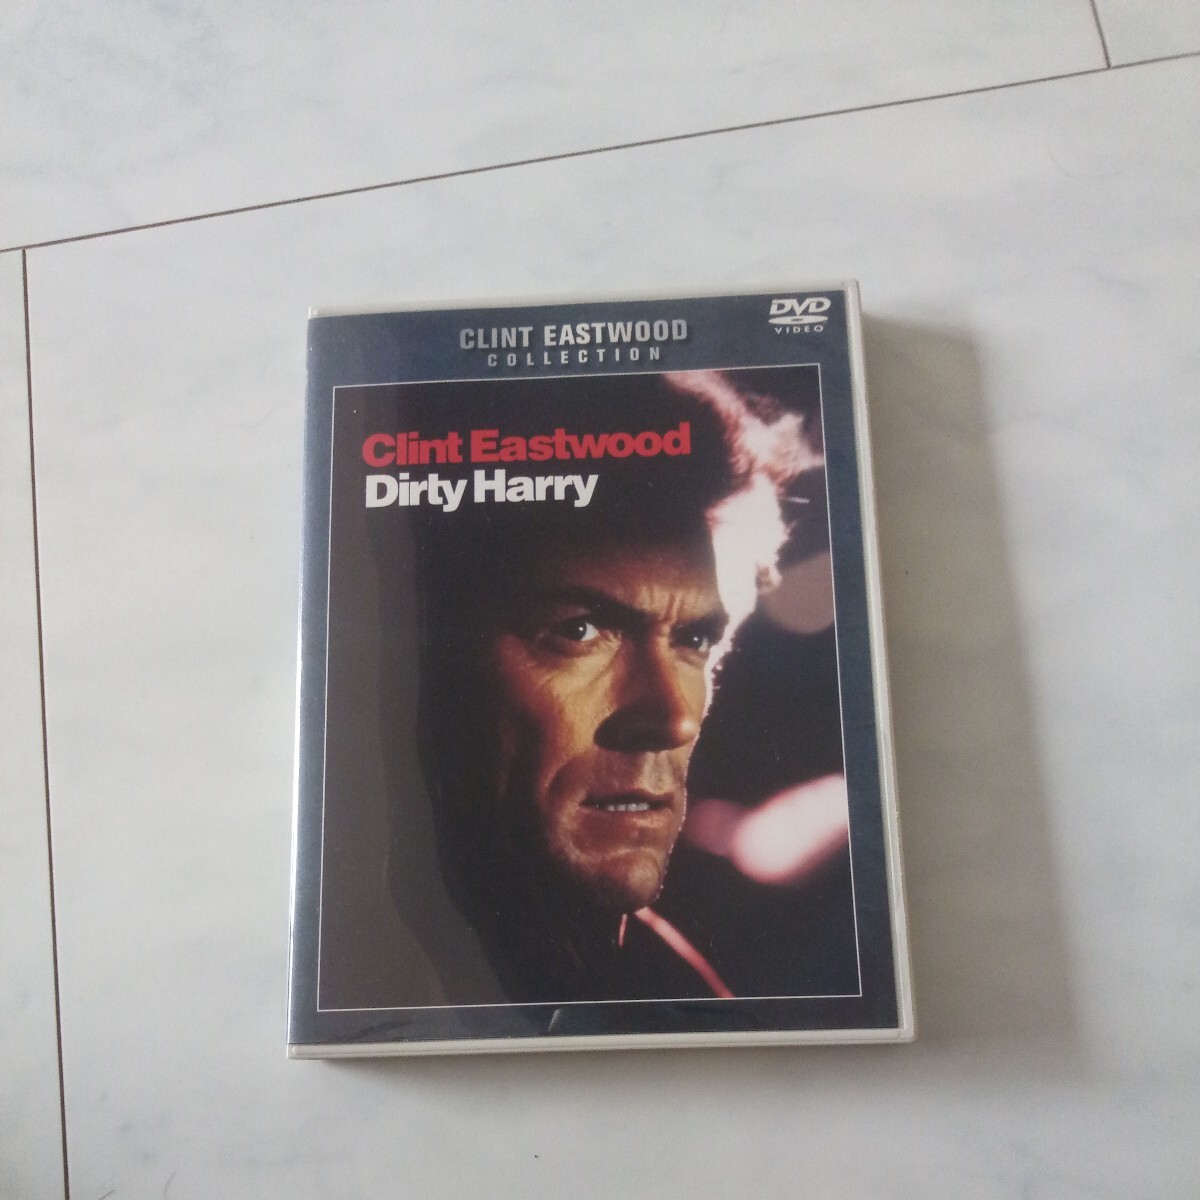 CLINT EASTWOOD
COLLECTION
DVD
VIDEO
Clint Eastwood
Dirty Harry